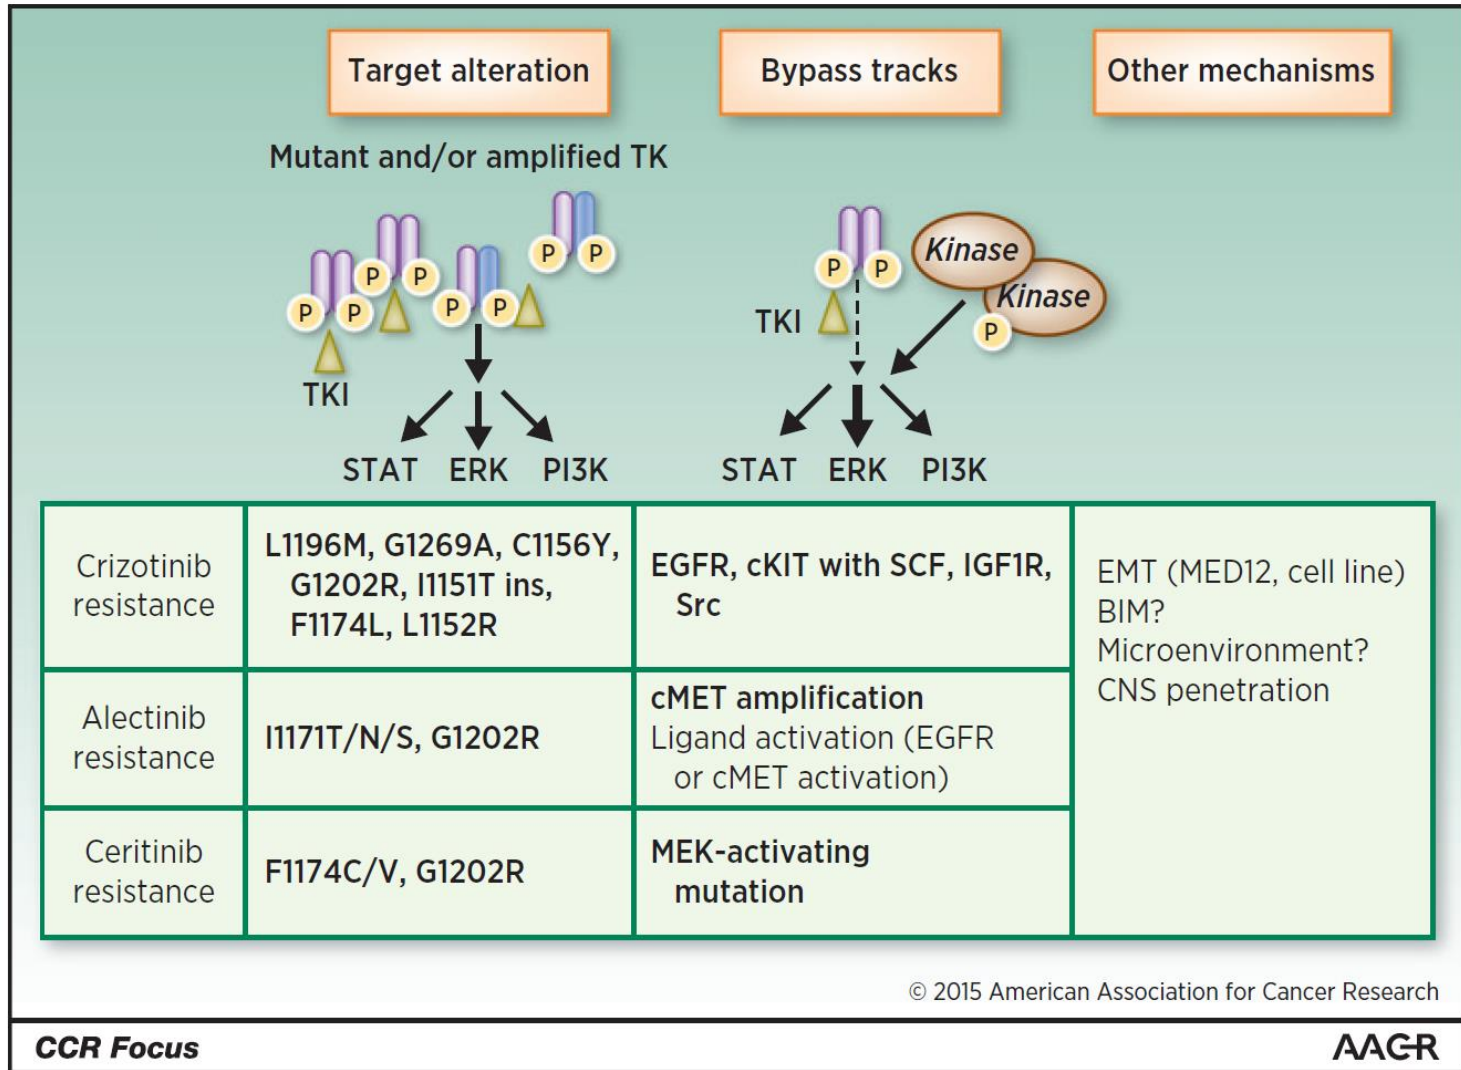 Target alteration
Bypass tracks
Other mechanisms
Mutant and/or amplified TK
P P
P P
P P
P P
TKI
STAT ERK PI3K
P P
Kinase
Kinase
P
TKI
STAT ERK PI3K
Crizotinib
resistance
L1196M, G1269A, C1156Y,
G1202R, I1151T ins,
F1174L, L1152R
EGFR, cKIT with SCF, IGF1R,
Src
EMT (MED12, cell line)
BIM?
Microenvironment?
CNS penetration
Alectinib
resistance
I1171T/N/S, G1202R
cMET amplification
Ligand activation (EGFR
or cMET activation)
Ceritinib
resistance
F1174C/V, G1202R
MEK-activating
mutation
© 2015 American Association for Cancer Research
CCR Focus
AACR